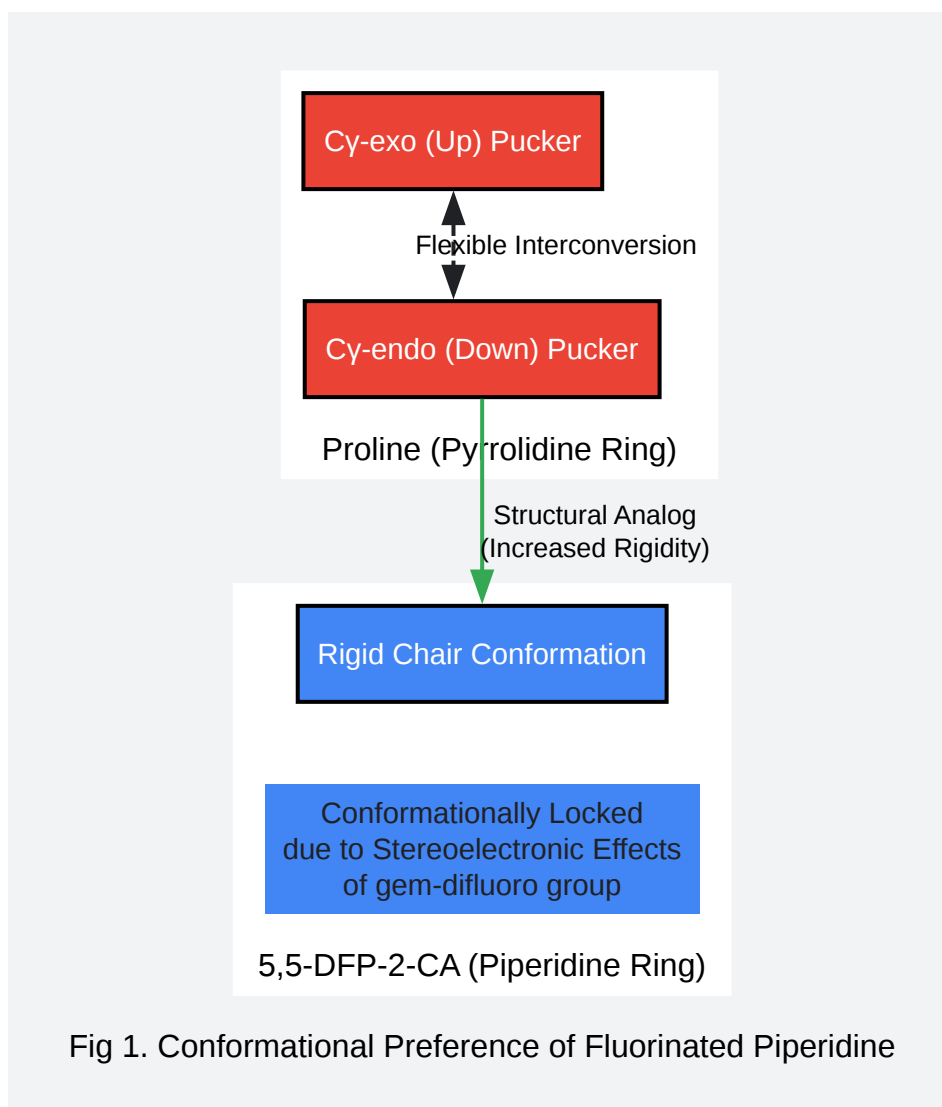 Cγ-exo (Up) Pucker
Flexible Interconversion
Cγ-endo (Down) Pucker
Proline (Pyrrolidine Ring)
Structural Analog
(Increased Rigidity)
Rigid Chair Conformation
Conformationally Locked
due to Stereoelectronic Effects
of gem-difluoro group
5,5-DFP-2-CA (Piperidine Ring)
Fig 1. Conformational Preference of Fluorinated Piperidine